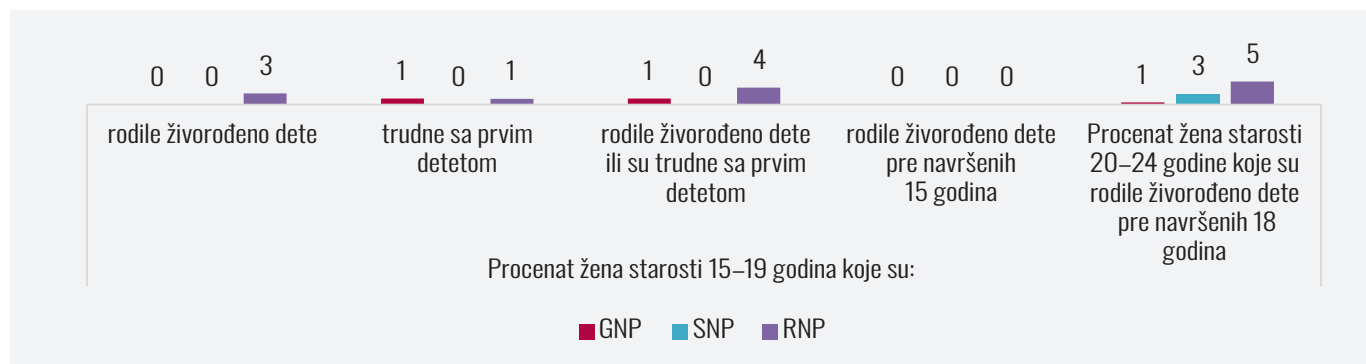 0 0 3
1 0 1
1 0 4
0 0 0
1 3 5
rodile živorođeno dete
trudne sa prvim
detetom
rodile živorođeno dete
ili su trudne sa prvim
detetom
rodile živorođeno dete
pre navršenih
15 godina
Procenat žena starosti
20–24 godine koje su
rodile živorođeno dete
pre navršenih 18
godina
Procenat žena starosti 15–19 godina koje su:
GNP SNP RNP